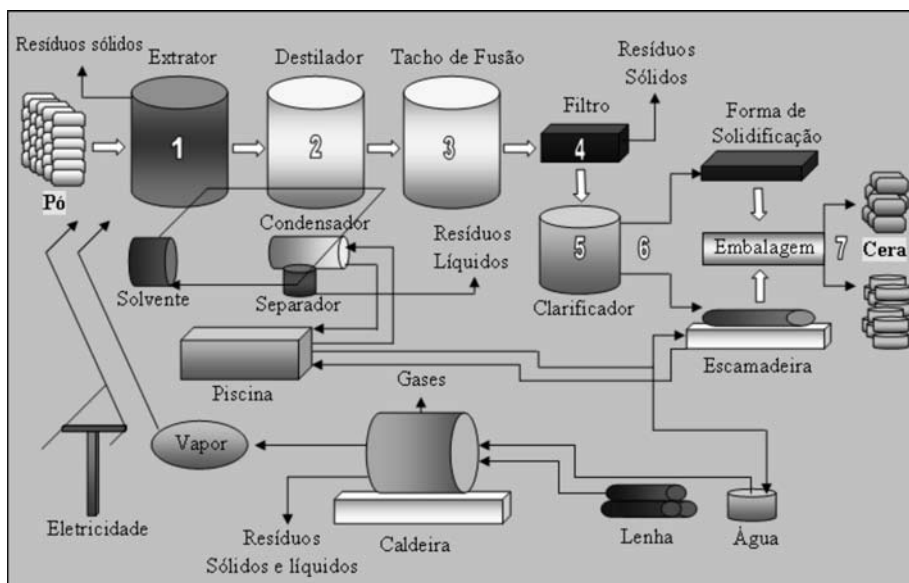 Resíduos sólidos
Extrator
Destilador
Tacho de Fusão
Resíduos
Sólidos
Filtro
Forma de
Solidificação
1
2
3
4
Pó
Condensador
Resíduos
Líquidos
5
6
Embalagem
7
Cera
Solvente
Separador
Clarificador
Piscina
Escamadeira
Gases
Vapor
Eletricidade
Resíduos
Sólidos e líquidos
Caldeira
Lenha
Água